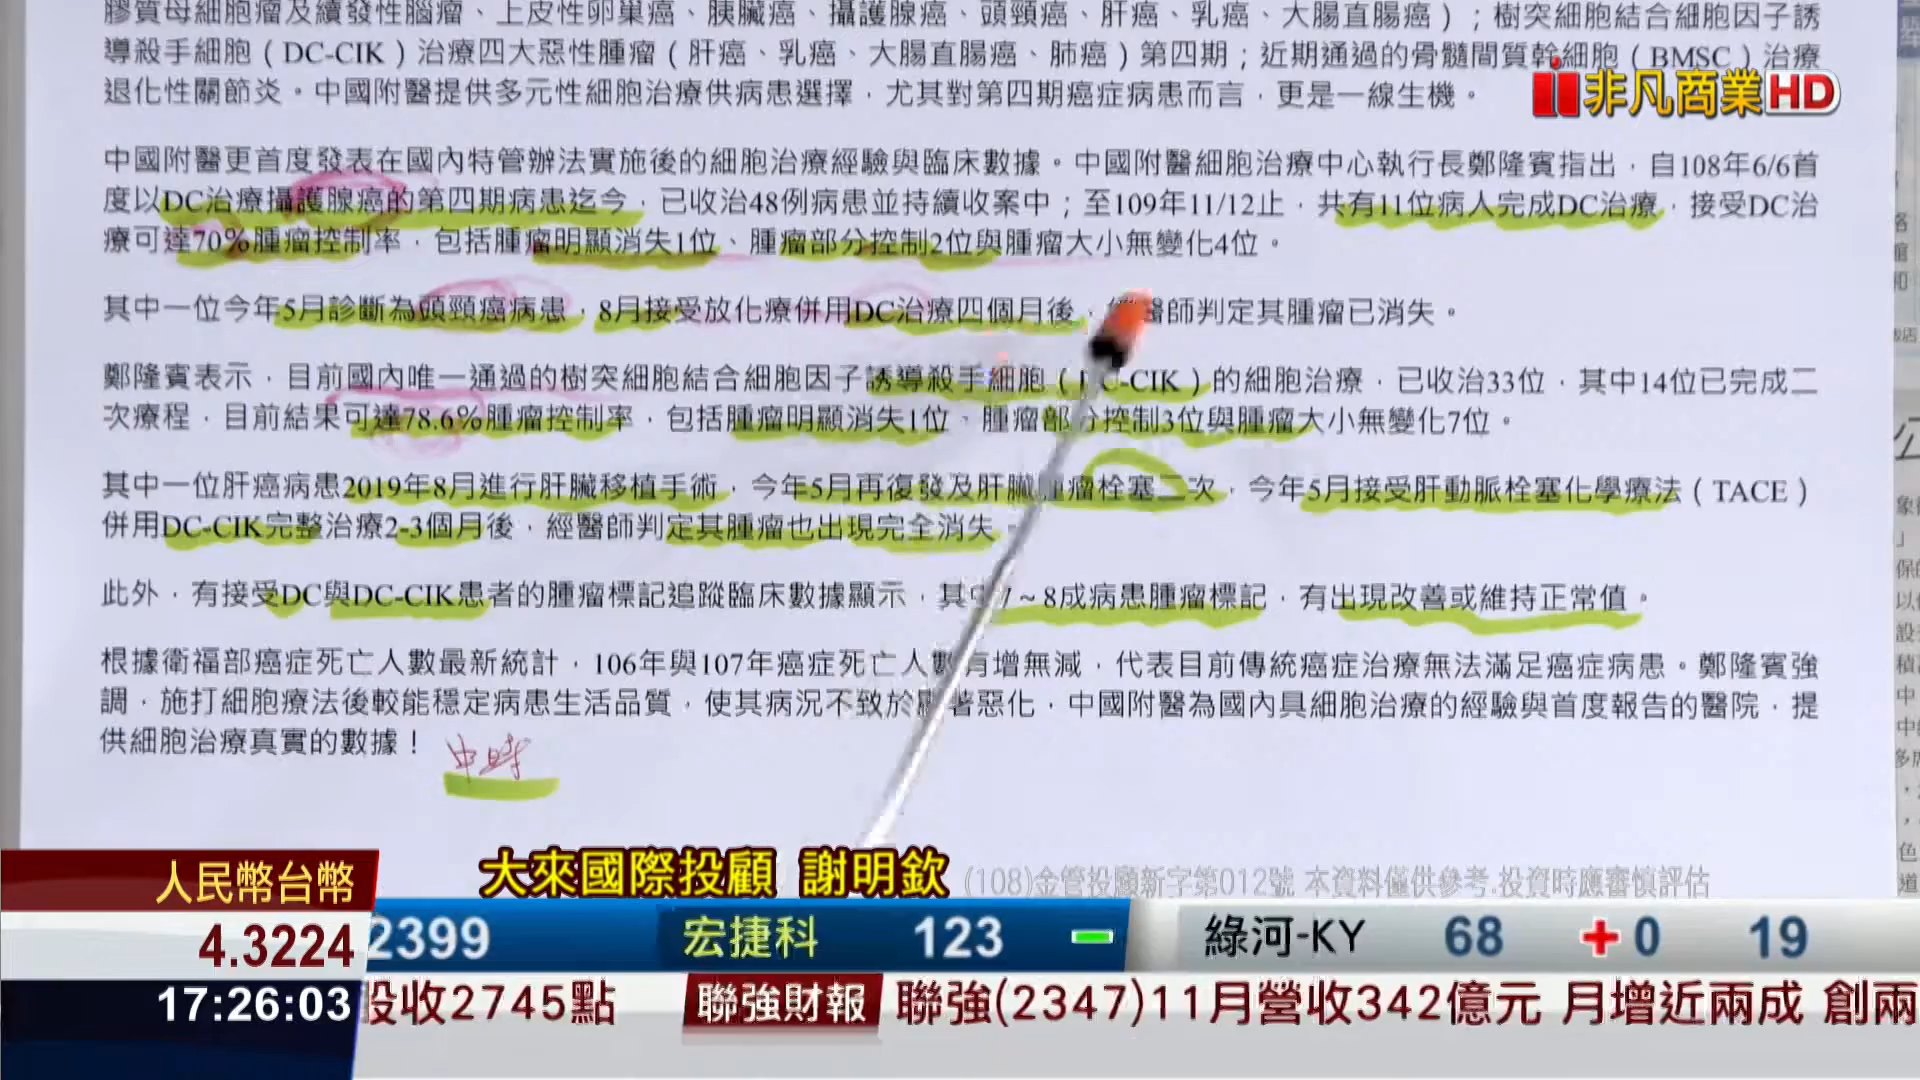 膠質母細胞瘤及續發性腦瘤、上皮性卵巢癌、胰臟癌、攝護腺癌、頭頸癌、肝癌、乳癌、大腸直腸癌）；樹突細胞結合細胞因子誘
導殺手細胞（DC-CIK）治療四大惡性腫瘤（肝癌、乳癌、大腸直腸癌、肺癌）第四期；近期通過的骨髓間質幹細胞（BMSC）治療
退化性關節炎。中國附醫提供多元性細胞治療供病患選擇，尤其對第四期癌症病患而言，更是一線生機。
非凡商業HD
中國附醫更首度發表在國內特管辦法實施後的細胞治療經驗與臨床數據。中國附醫細胞治療中心執行長鄭隆賓指出，自108年6/6首
度以DC治療攝護腺癌的第四期病患迄今，已收治48例病患並持續收案中；至109年11/12止，共有11位病人完成DC治療，接受DC治
療可達70%腫瘤控制率，包括腫瘤明顯消失1位、腫瘤部分控制2位與腫瘤大小無變化4位。
其中一位今年5月診斷為頭頸癌病患，8月接受放化療併用DC治療四個月後，醫師判定其腫瘤已消失。
鄭隆賓表示，目前國內唯一通過的樹突細胞結合細胞因子誘導殺手細胞（DC-CIK）的細胞治療，已收治33位，其中14位已完成二
次療程，目前結果可達78.6%腫瘤控制率，包括腫瘤明顯消失1位、腫瘤部分控制3位與腫瘤大小無變化7位。
其中一位肝癌病患2019年8月進行肝臟移植手術，今年5月再復發及肝臟腫瘤栓塞二次，今年5月接受肝動脈栓塞化學療法（TACE）
併用DC-CIK完整治療2-3個月後，經醫師判定其腫瘤也出現完全消失。
此外，有接受DC與DC-CIK患者的腫瘤標記追蹤臨床數據顯示，其中7～8成病患腫瘤標記，有出現改善或維持正常值。
根據衛福部癌症死亡人數最新統計，106年與107年癌症死亡人數有增無減，代表目前傳統癌症治療無法滿足癌症病患。鄭隆賓強
調，施打細胞療法後較能穩定病患生活品質，使其病況不致於顯著惡化，中國附醫為國內具細胞治療的經驗與首度報告的醫院，提
供細胞治療真實的數據！
中時
大來國際投顧 謝明欽 (108)金管投顧新字第012號 本資料僅供參考.投資時應審慎評估
人民幣台幣
4.3224
2399 宏捷科 123 綠河-KY 68 + 0 19
17:26:03
股收2745點 聯強財報 聯強(2347)11月營收342億元 月增近兩成 創兩